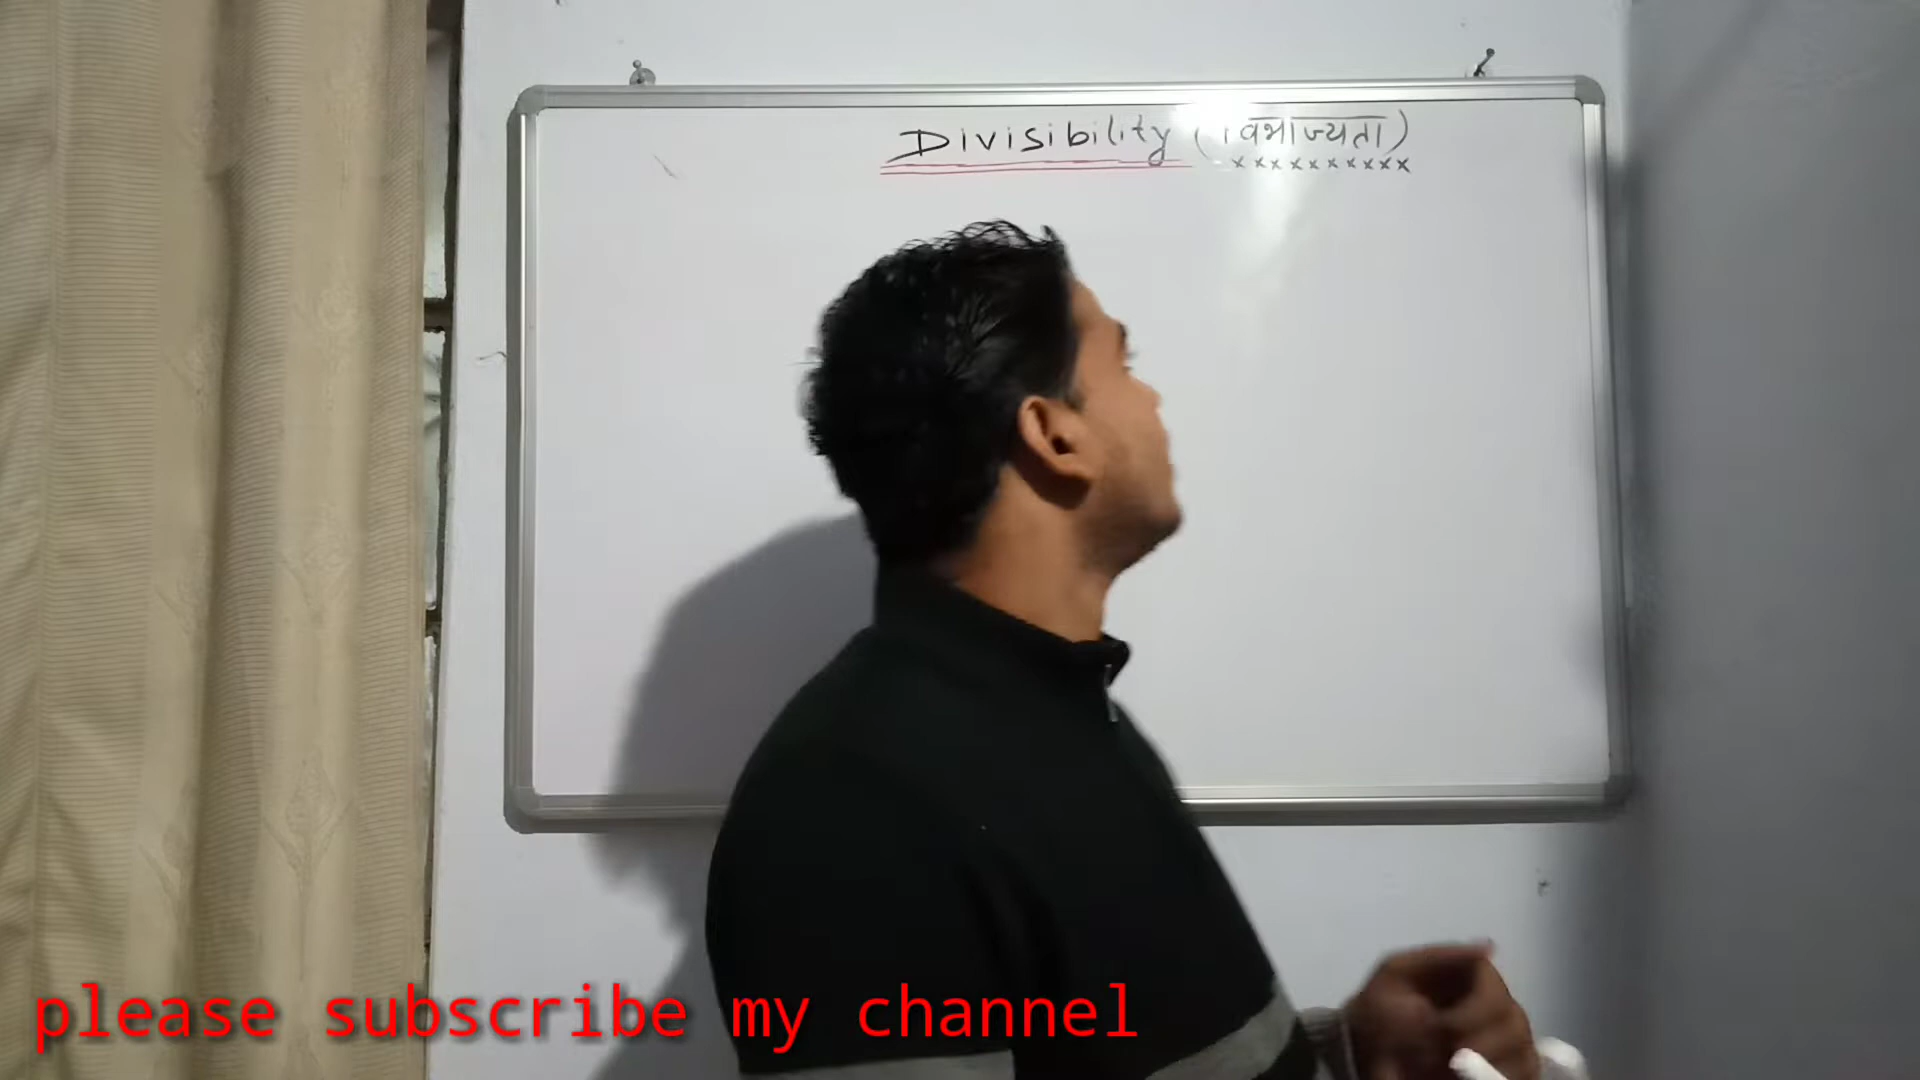 Divisibility (विभाज्यता)
××××××××××
please subscribe my channel